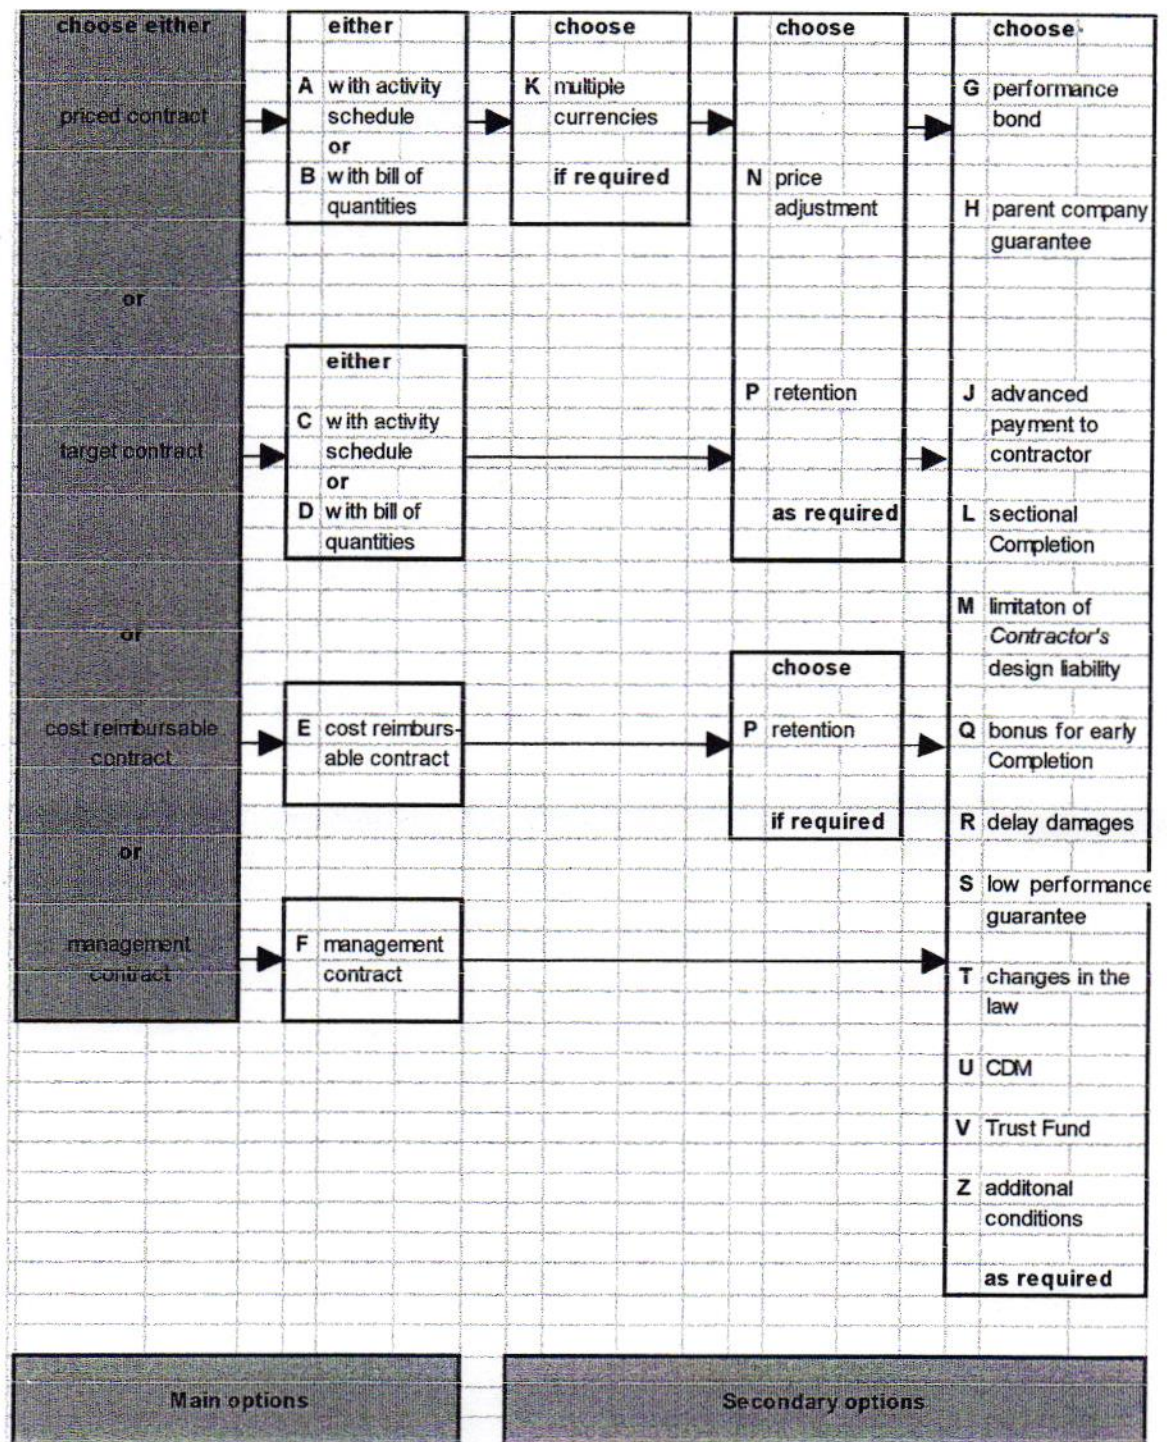 choose either
priced contract
or
target contract
or
cost reimbursable
contract
or
management
contract
either
A with activity
schedule
or
B with bill of
quantities
either
C with activity
schedule
or
D with bill of
quantities
E cost reimburs-
able contract
F management
contract
choose
K multiple
currencies
if required
choose
N price
adjustment
P retention
as required
choose
P retention
if required
choose
G performance
bond
H parent company
guarantee
J advanced
payment to
contractor
L sectional
Completion
M limitaton of
Contractor's
design liability
Q bonus for early
Completion
R delay damages
S low performance
guarantee
T changes in the
law
U CDM
V Trust Fund
Z additonal
conditions
as required
Main options
Secondary options